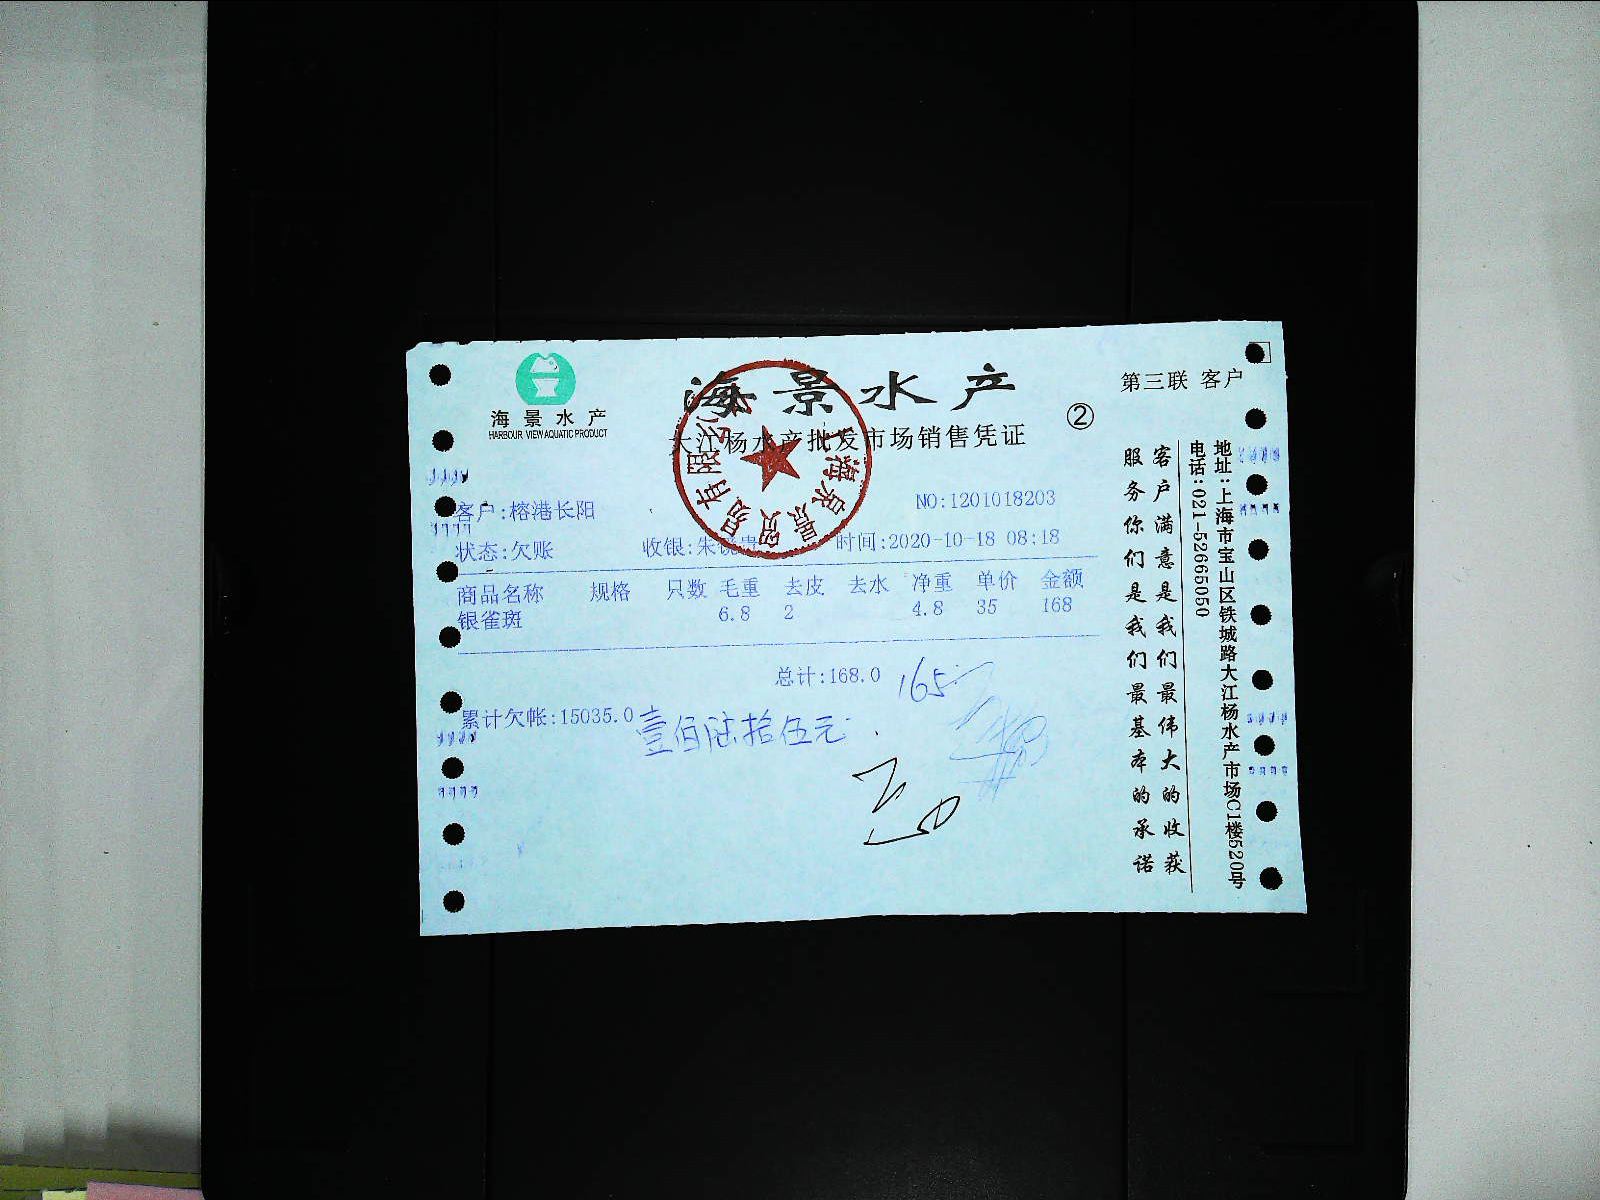 海景水产
HARBOUR VIEW AQUATIC PRODUCT
海景水产
大江杨水产批发市场销售凭证
②
第三联 客户
客户:榕港长阳
NO:1201018203
状态:欠账 收银:朱 时间:2020-10-18 08:18
商品名称 规格 只数 毛重 去皮 去水 净重 单价 金额
银雀斑 6.8 2 4.8 35 168
总计:168.0 165
累计欠帐:15035.0
壹佰陆拾伍元
客户满意是我们最伟大的收获
服务你们是我们最基本的承诺
地址:上海市宝山区铁城路大江杨水产市场C1楼520号
电话:021-52665050